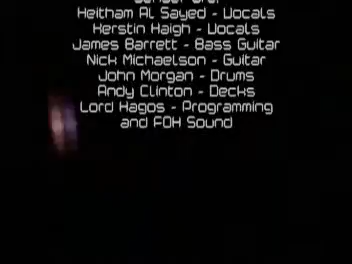 Heitham Al Sayed - Vocals
Kerstin Haigh - Vocals
James Barrett - Bass Guitar
Nick Michaelson - Guitar
John Morgan - Drums
Andy Clinton - Decks
Lord Hagos - Programming
and FOH Sound